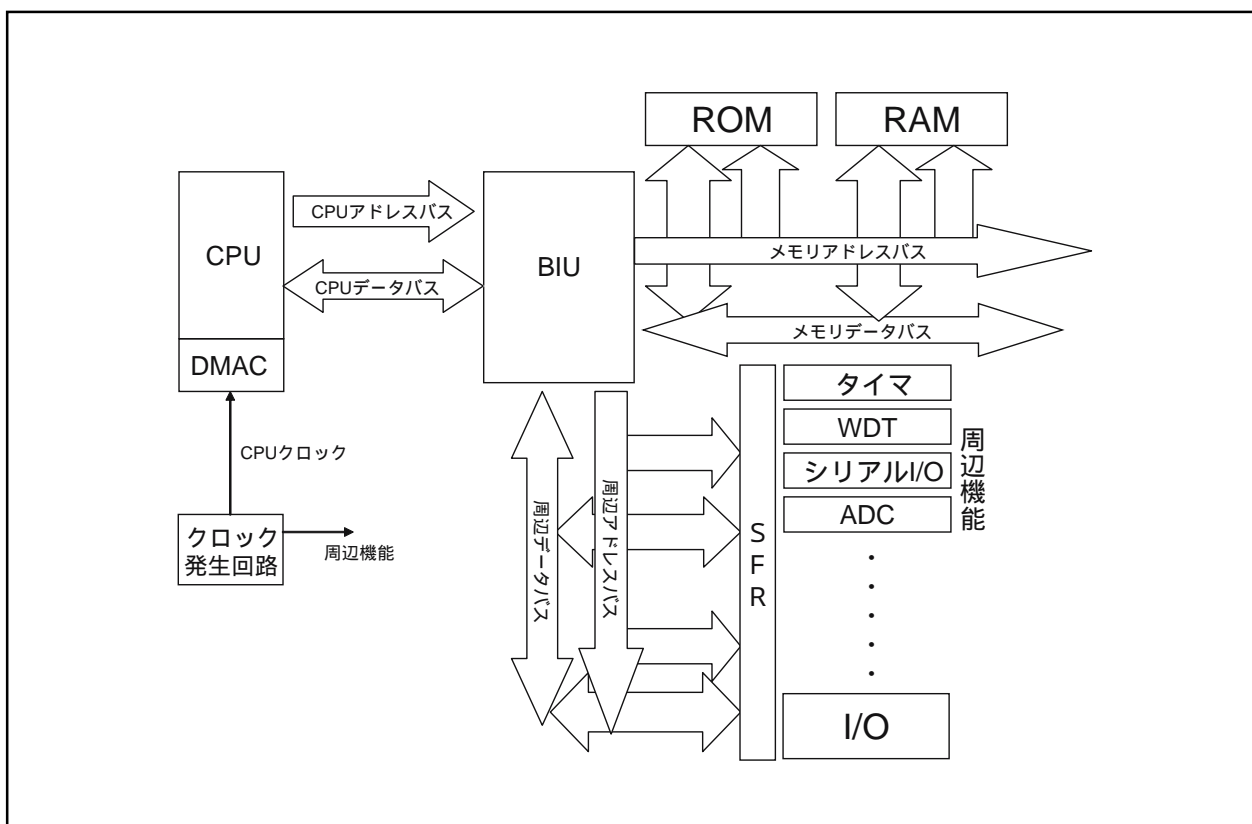 ROM
RAM
CPUアドレスバス
CPU
BIU
メモリアドレスバス
CPUデータバス
メモリデータバス
DMAC
タイマ
WDT
CPUクロック
シリアルI/O
周辺機能
ADC
クロック
発生回路
周辺機能
周辺データバス
周辺アドレスバス
SFR
・
・
・
・
・
I/O